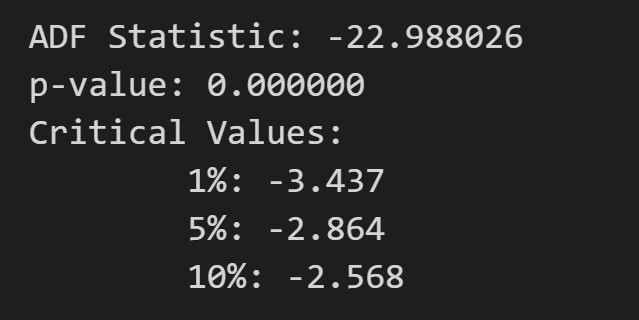 ADF Statistic: -22.988026
p-value: 0.000000
Critical Values:
1%: -3.437
5%: -2.864
10%: -2.568